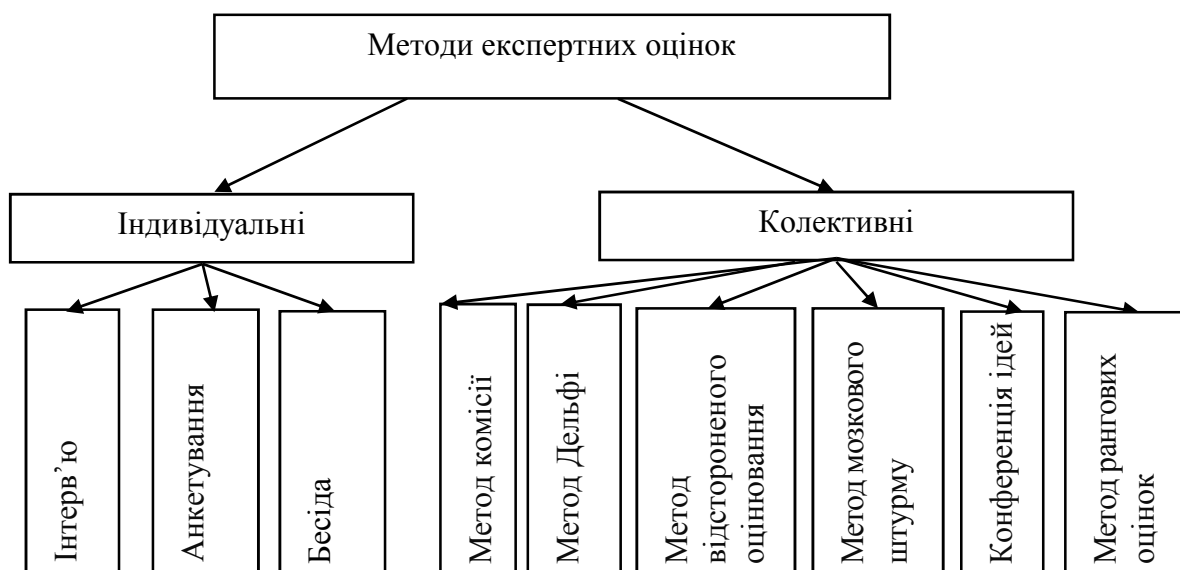 Методи експертних оцінок
Індивідуальні
Колективні
Інтерв’ю
Анкетування
Бесіда
Метод комісії
Метод Дельфі
Метод
відстороненого
оцінювання
Метод мозкового
штурму
Конференція ідей
Метод рангових
оцінок